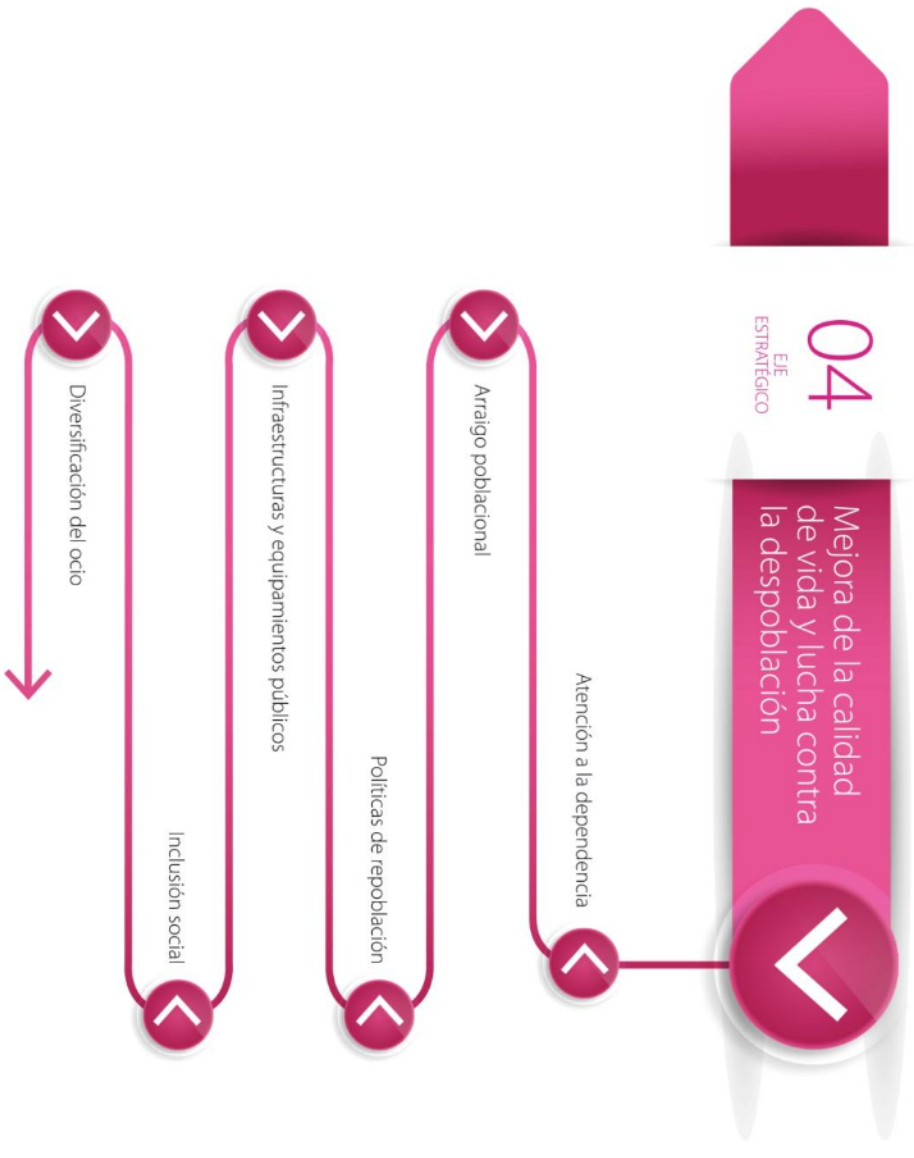 04
EJE
ESTRATÉGICO
Mejora de la calidad
de vida y lucha contra
la despoblación
Atención a la dependencia
Arraigo poblacional
Políticas de repoblación
Infraestructuras y equipamientos públicos
Inclusión social
Diversificación del ocio